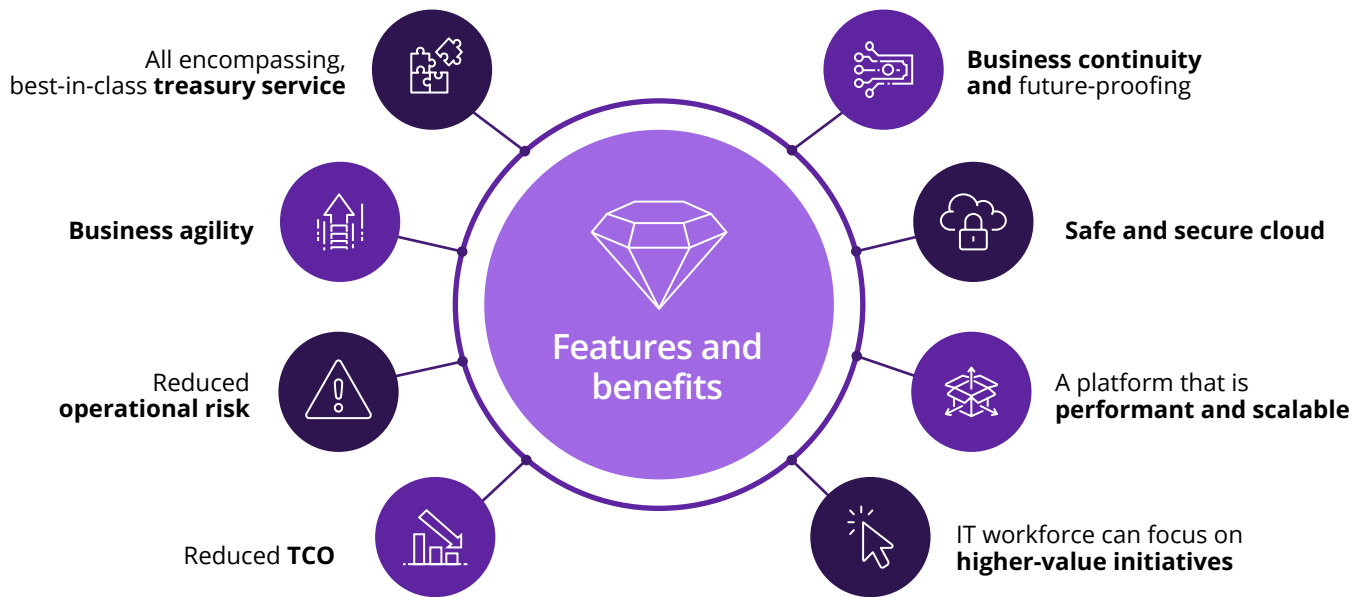 All encompassing,
best-in-class treasury service
Business agility
Reduced
operational risk
Reduced TCO
Features and
benefits
Business continuity
and future-proofing
Safe and secure cloud
A platform that is
performant and scalable
IT workforce can focus on
higher-value initiatives